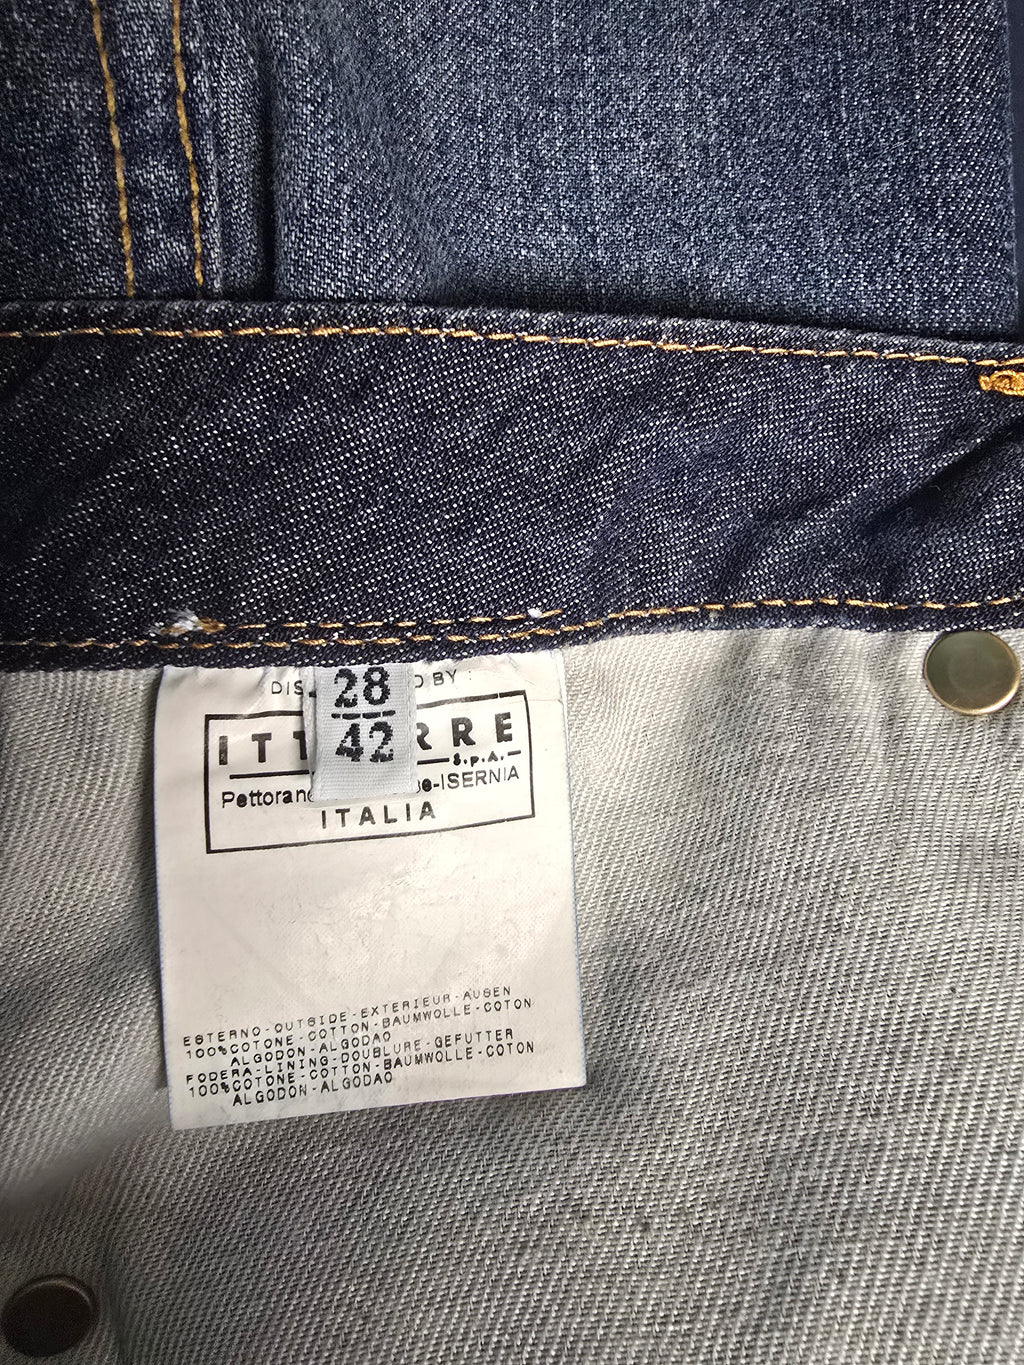 28
42
DIS D BY :
ITT RRE
S.p.A.
Pettoran e-ISERNIA
ITALIA
ESTERNO-OUTSIDE-EXTERIEUR-AUSEN
100%COTONE-COTTON-BAUMWOLLE-COTON
ALGODON-ALGODAO
FODERA-LINING-DOUBLURE-GEFUTTER
100%COTONE-COTTON-BAUMWOLLE-COTON
ALGODON-ALGODAO